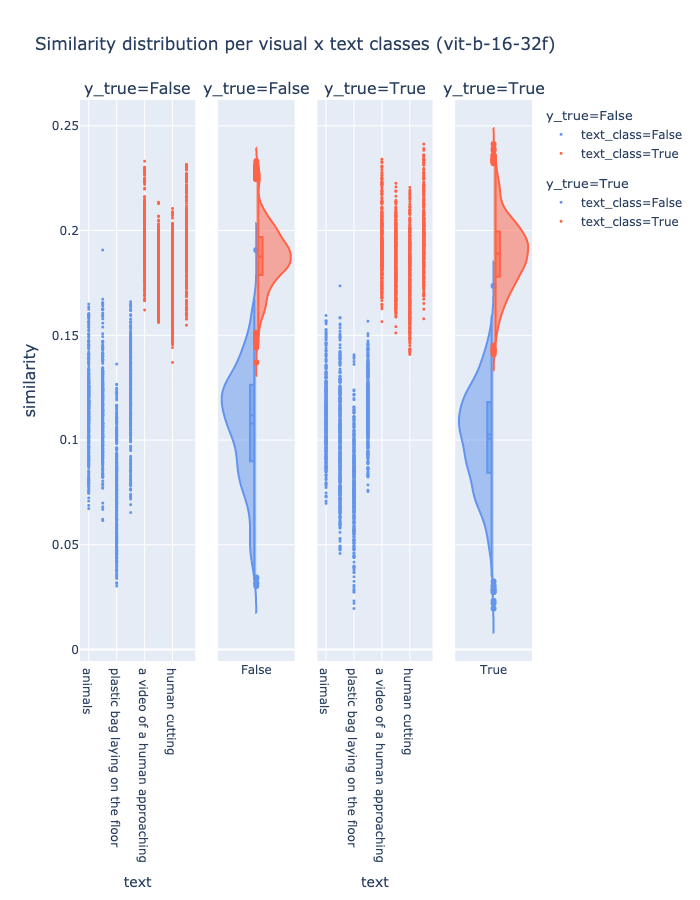 Similarity distribution per visual x text classes (vit-b-16-32f)
y_true=False
y_true=False
y_true=True
y_true=True
y_true=False
text_class=False
text_class=True
y_true=True
text_class=False
text_class=True
similarity
0.25
0.2
0.15
0.1
0.05
0
animals
plastic bag laying on the floor
a video of a human approaching
human cutting
False
animals
plastic bag laying on the floor
a video of a human approaching
human cutting
True
text
text